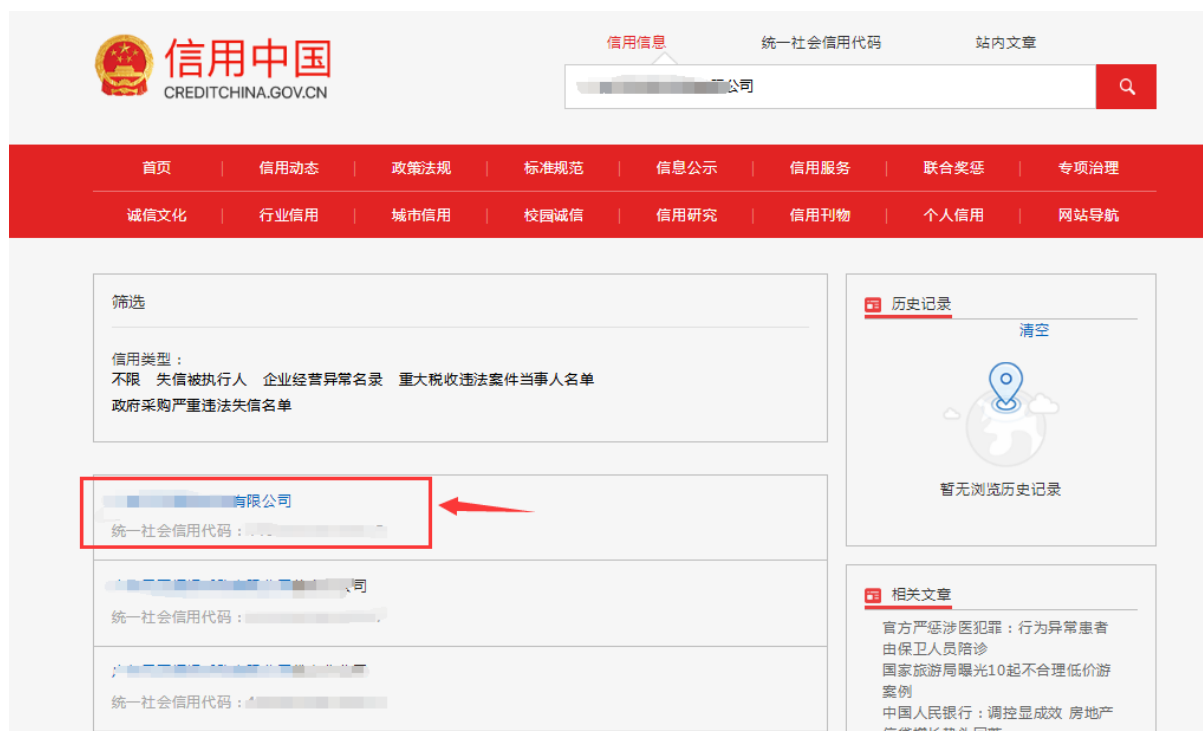 信用中国
CREDITCHINA.GOV.CN
信用信息 统一社会信用代码 站内文章
公司
首页 信用动态 政策法规 标准规范 信息公示 信用服务 联合奖惩 专项治理
诚信文化 行业信用 城市信用 校园诚信 信用研究 信用刊物 个人信用 网站导航
筛选
信用类型：
不限 失信被执行人 企业经营异常名录 重大税收违法案件当事人名单
政府采购严重违法失信名单
有限公司
统一社会信用代码：
司
统一社会信用代码：
统一社会信用代码：
历史记录
清空
暂无浏览历史记录
相关文章
官方严惩涉医犯罪：行为异常患者
由保卫人员陪诊
国家旅游局曝光10起不合理低价游
案例
中国人民银行：调控显成效 房地产